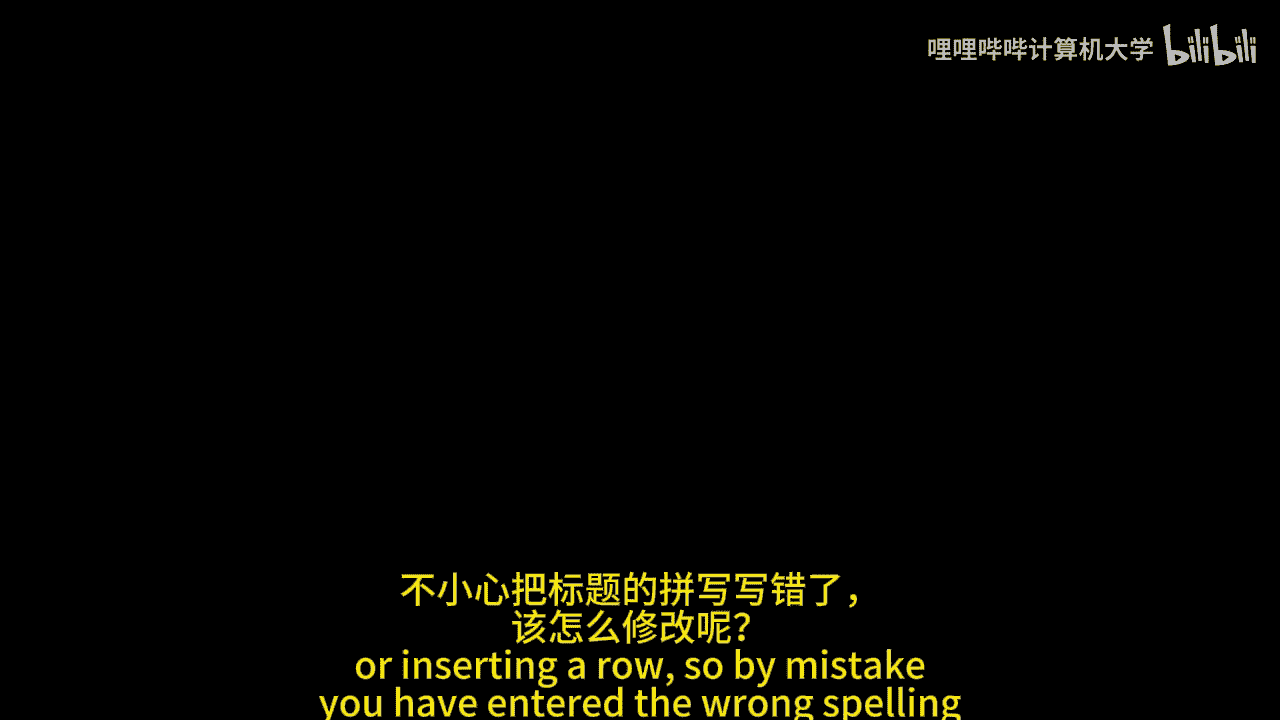 哔哩哔哩计算机大学 bilibili
不小心把标题的拼写写错了，
该怎么修改呢？
or inserting a row, so by mistake
you have entered the wrong spelling